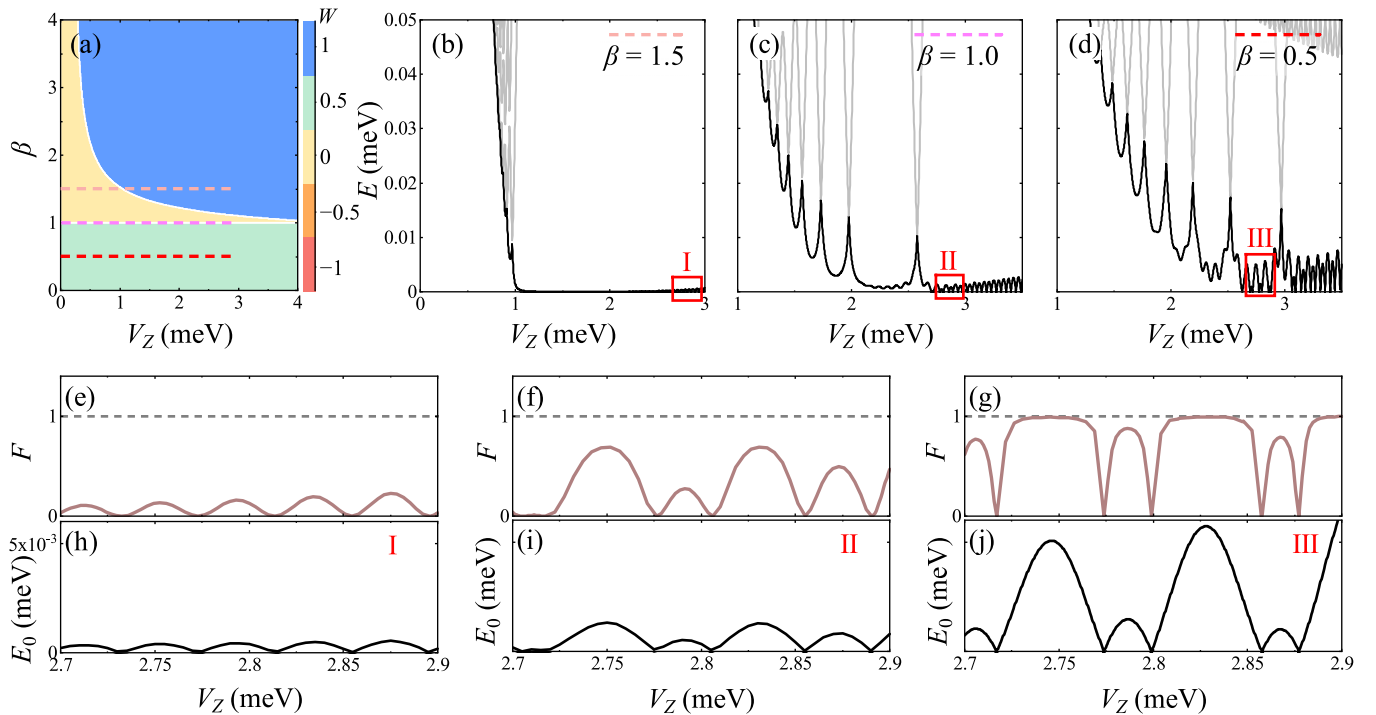 (a)
W
1
0.5
0
−0.5
−1
β
4
3
2
1
0
0 1 2 3 4
V_Z (meV)
(b)
β = 1.5
I
E (meV)
0.05
0.04
0.03
0.02
0.01
0
0 1 2 3
V_Z (meV)
(c)
β = 1.0
II
1 2 3
V_Z (meV)
(d)
β = 0.5
III
1 2 3
V_Z (meV)
(e)
F
1
0
(f)
F
1
0
(g)
F
1
0
(h)
I
5x10⁻³
E₀ (meV)
2.7 2.75 2.8 2.85 2.9
V_Z (meV)
(i)
II
E₀ (meV)
2.7 2.75 2.8 2.85 2.9
V_Z (meV)
(j)
III
E₀ (meV)
2.7 2.75 2.8 2.85 2.9
V_Z (meV)